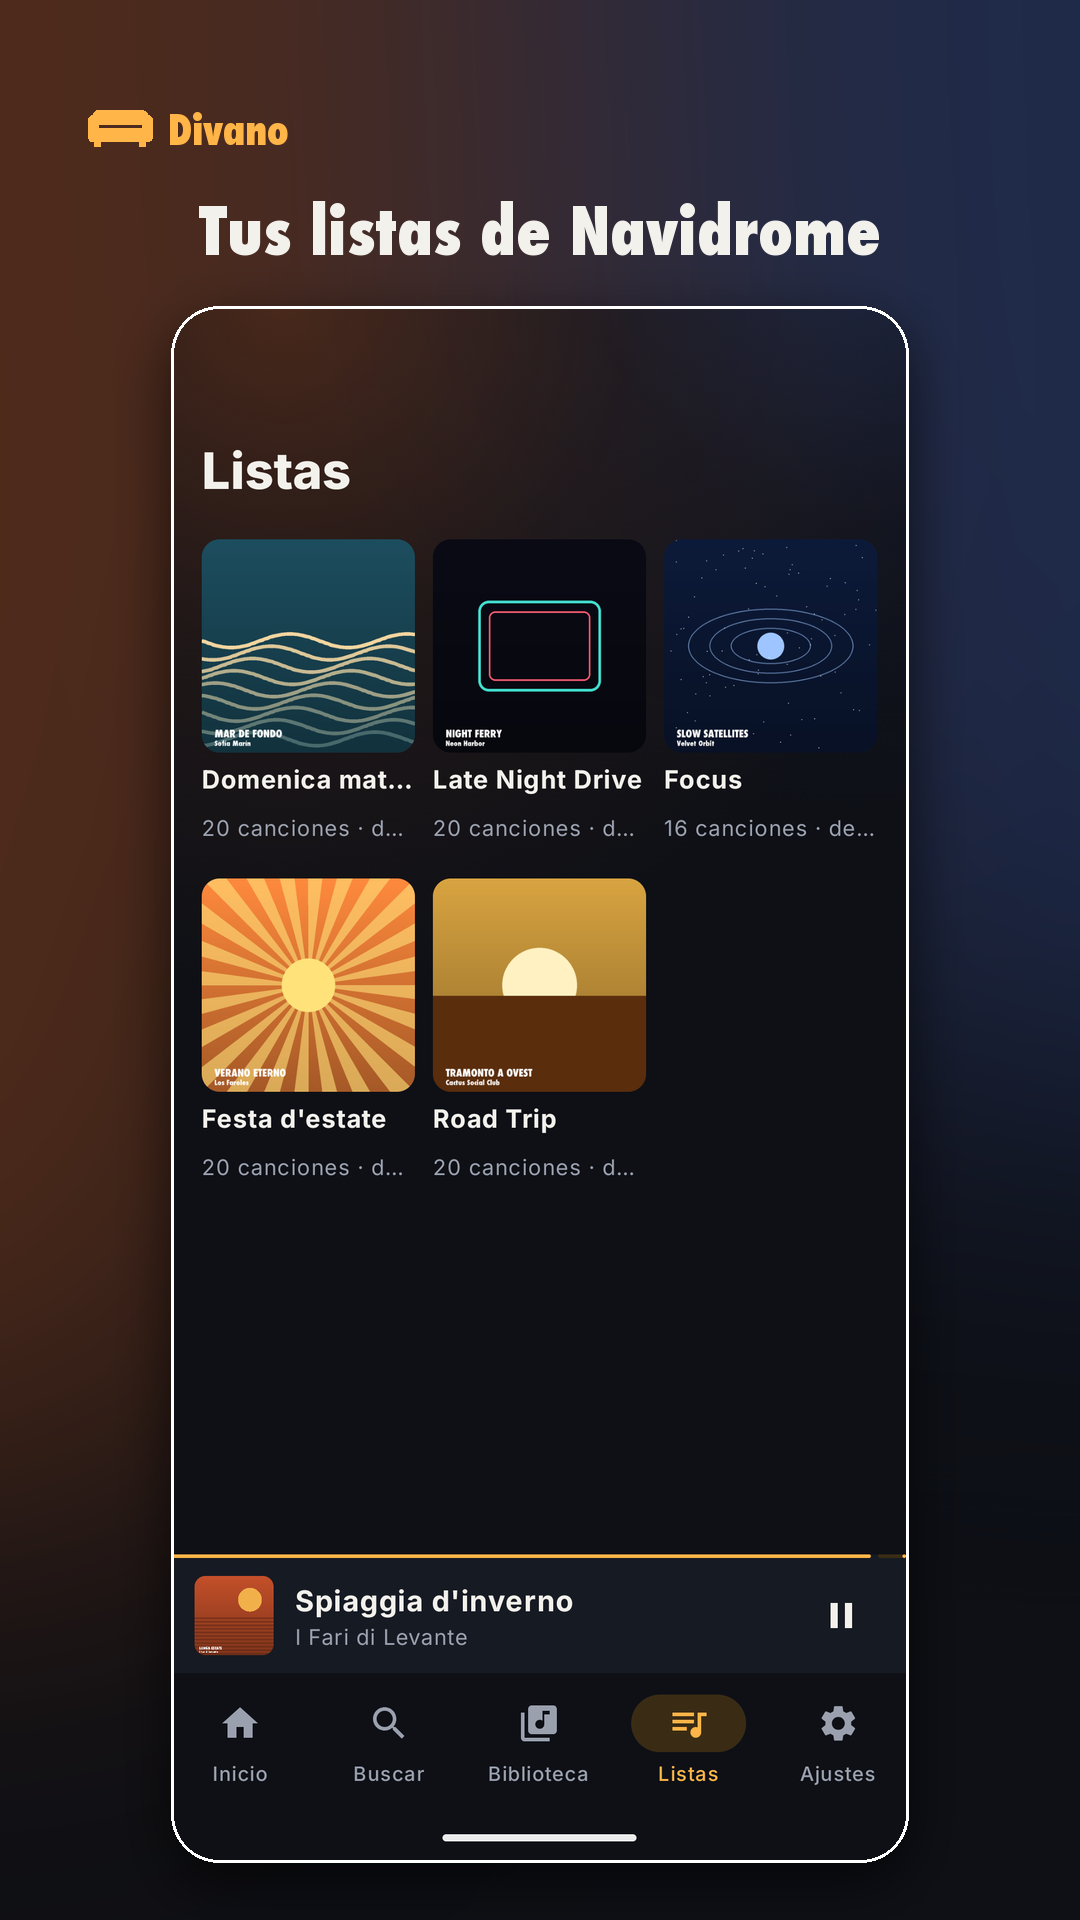 Divano
Tus listas de Navidrome
Listas
MAR DE FONDO
Sofia Marin
NIGHT FERRY
Neon Harbor
SLOW SATELLITES
Velvet Orbit
Domenica mat...
Late Night Drive
Focus
20 canciones · d...
20 canciones · d...
16 canciones · de...
VERANO ETERNO
Los Faroles
TRAMONTO A OVEST
Cactus Social Club
Festa d'estate
Road Trip
20 canciones · d...
20 canciones · d...
Spiaggia d'inverno
I Fari di Levante
Inicio
Buscar
Biblioteca
Listas
Ajustes